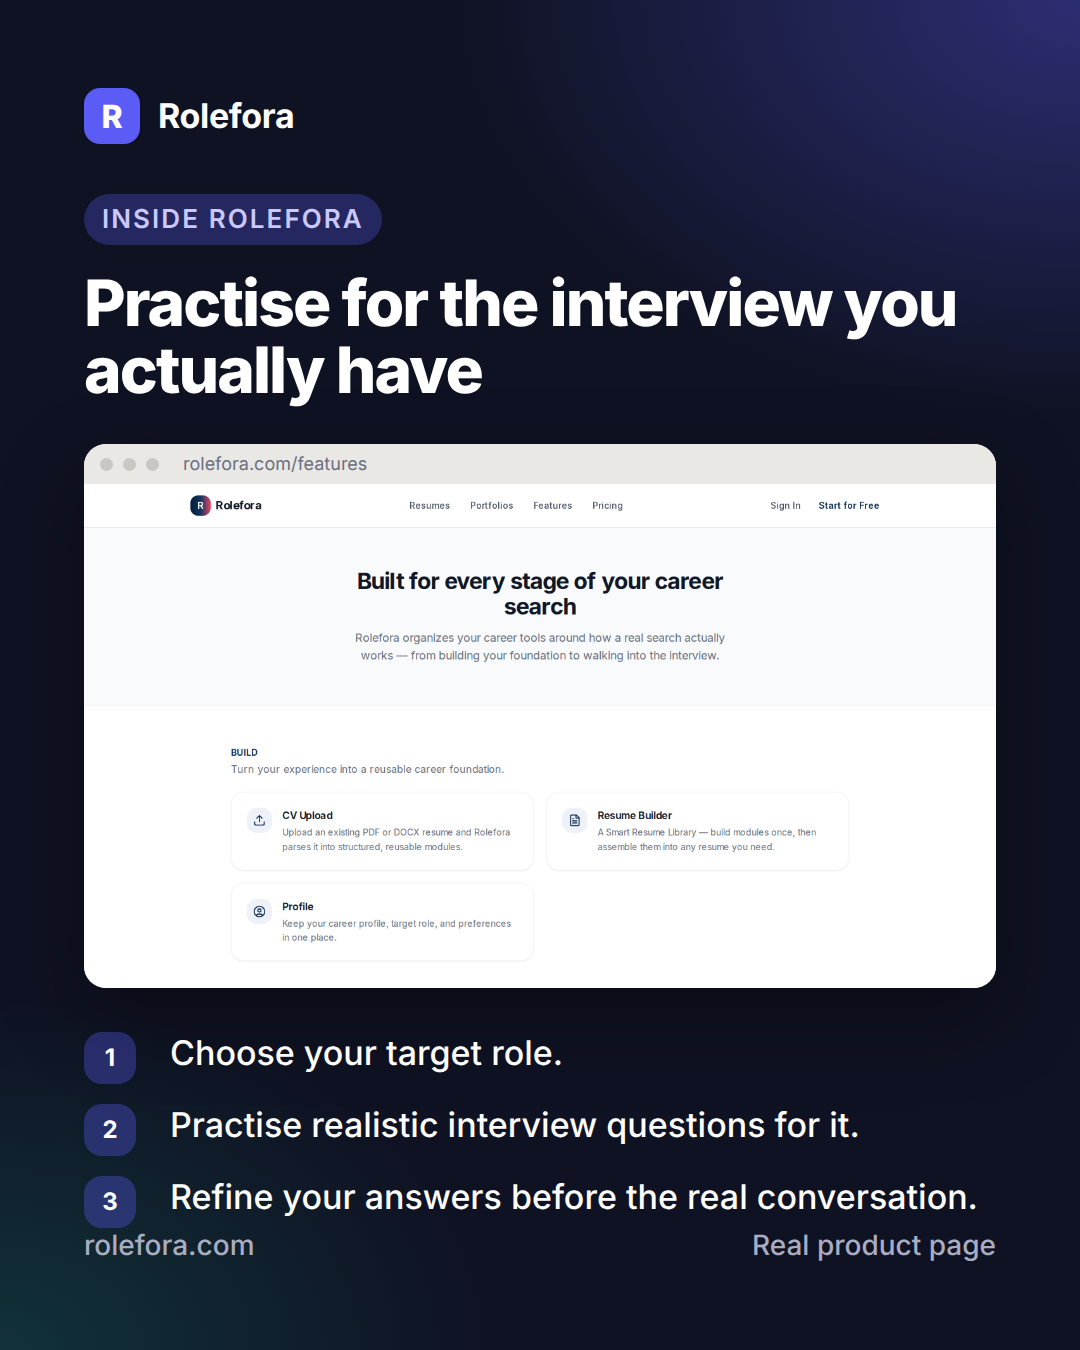 R Rolefora
INSIDE ROLEFORA
Practise for the interview you
actually have
rolefora.com/features
R Rolefora Resumes Portfolios Features Pricing Sign In Start for Free
Built for every stage of your career
search
Rolefora organizes your career tools around how a real search actually
works — from building your foundation to walking into the interview.
BUILD
Turn your experience into a reusable career foundation.
CV Upload
Upload an existing PDF or DOCX resume and Rolefora
parses it into structured, reusable modules.
Resume Builder
A Smart Resume Library — build modules once, then
assemble them into any resume you need.
Profile
Keep your career profile, target role, and preferences
in one place.
1 Choose your target role.
2 Practise realistic interview questions for it.
3 Refine your answers before the real conversation.
rolefora.com Real product page